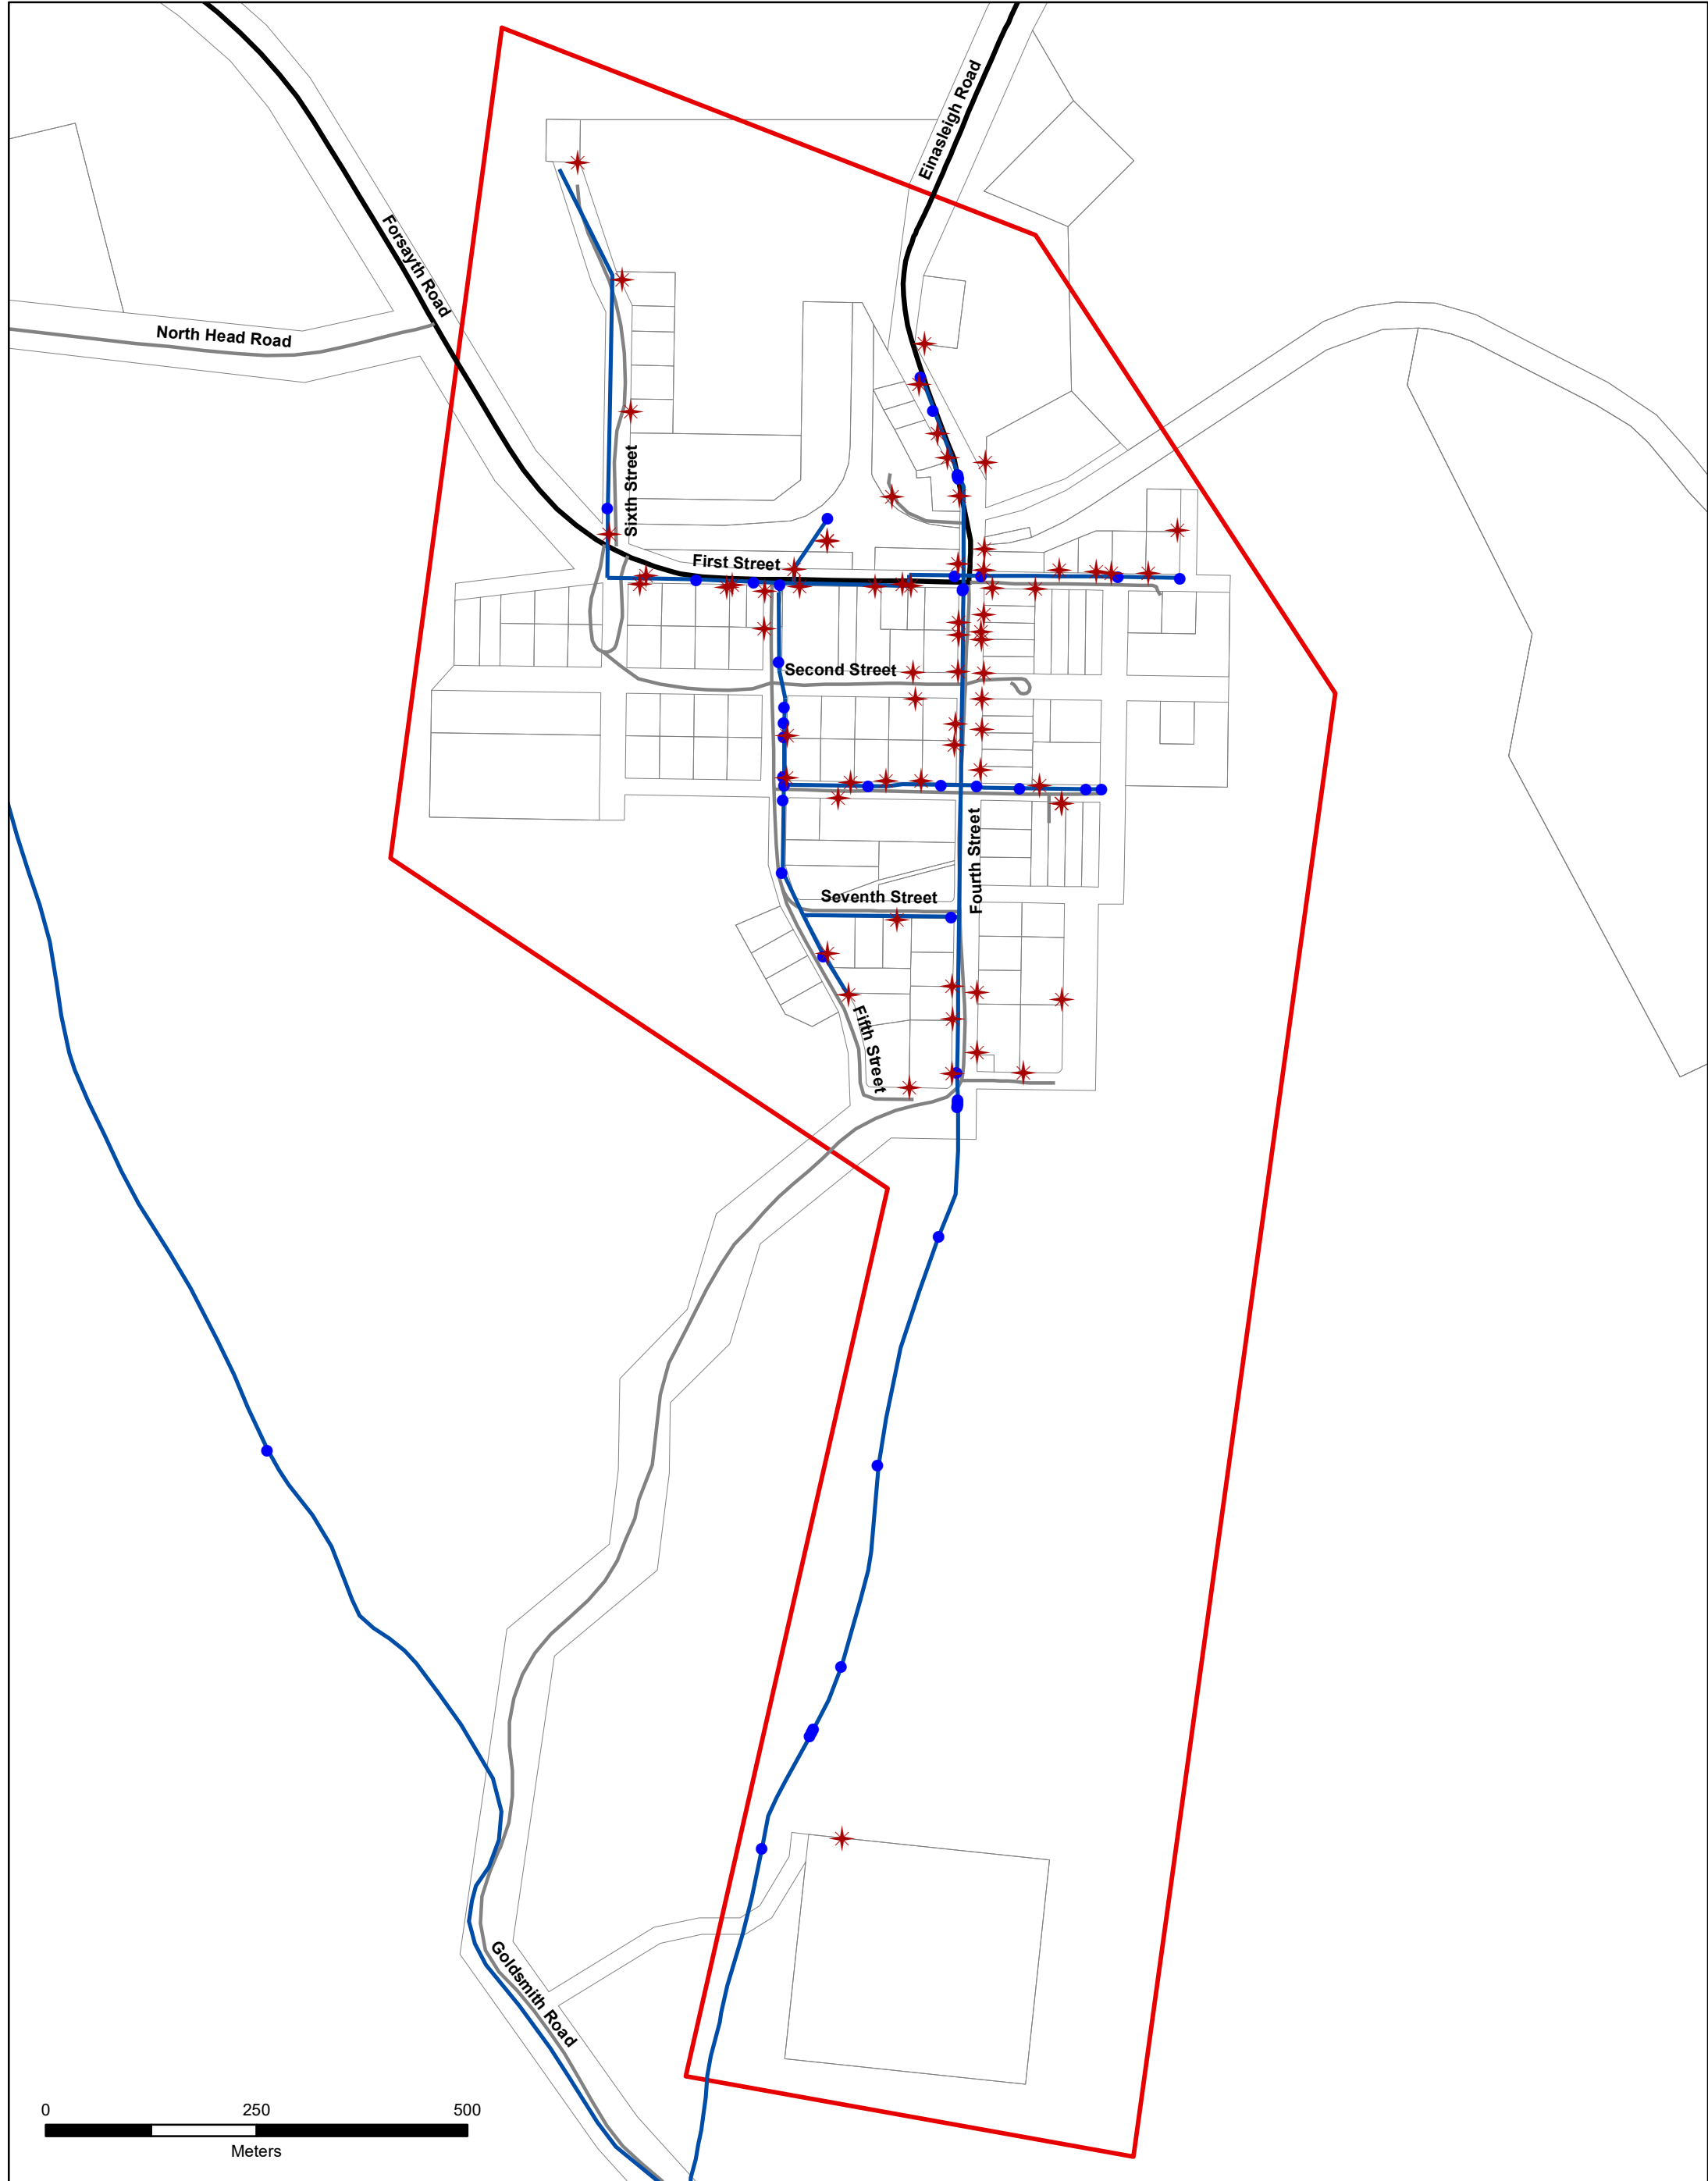 Einasleigh Road
Forsayth Road
North Head Road
Sixth Street
First Street
Second Street
Fourth Street
Seventh Street
Fifth Street
Goldsmith Road
0 250 500
Meters